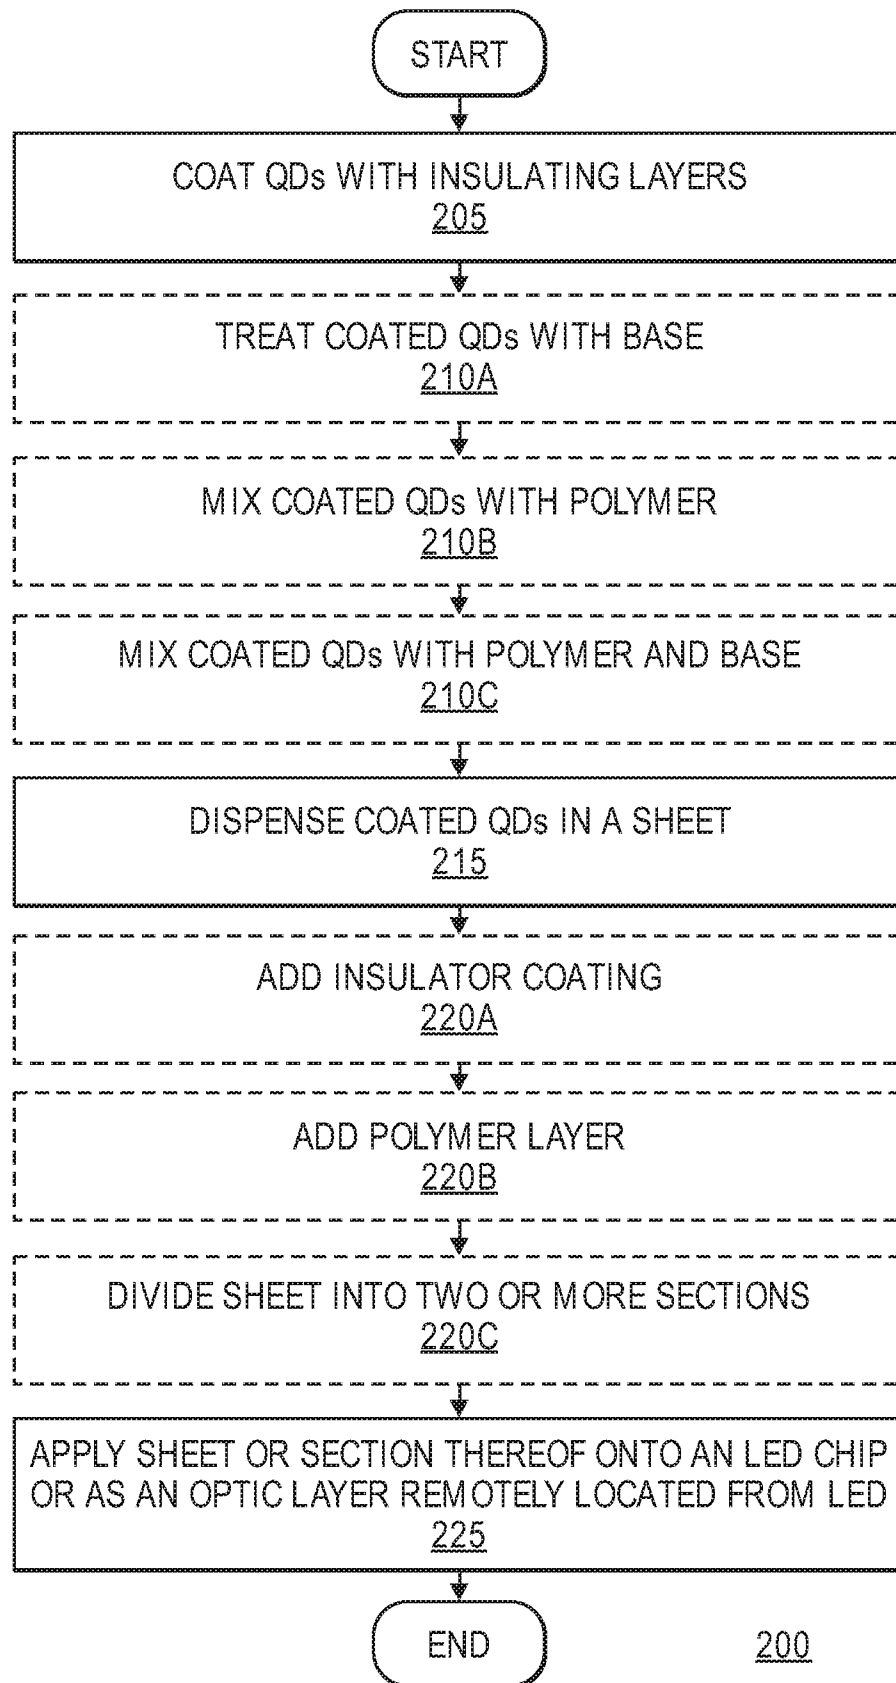 START
COAT QDs WITH INSULATING LAYERS
205
TREAT COATED QDs WITH BASE
210A
MIX COATED QDs WITH POLYMER
210B
MIX COATED QDs WITH POLYMER AND BASE
210C
DISPENSE COATED QDs IN A SHEET
215
ADD INSULATOR COATING
220A
ADD POLYMER LAYER
220B
DIVIDE SHEET INTO TWO OR MORE SECTIONS
220C
APPLY SHEET OR SECTION THEREOF ONTO AN LED CHIP
OR AS AN OPTIC LAYER REMOTELY LOCATED FROM LED
225
END
200